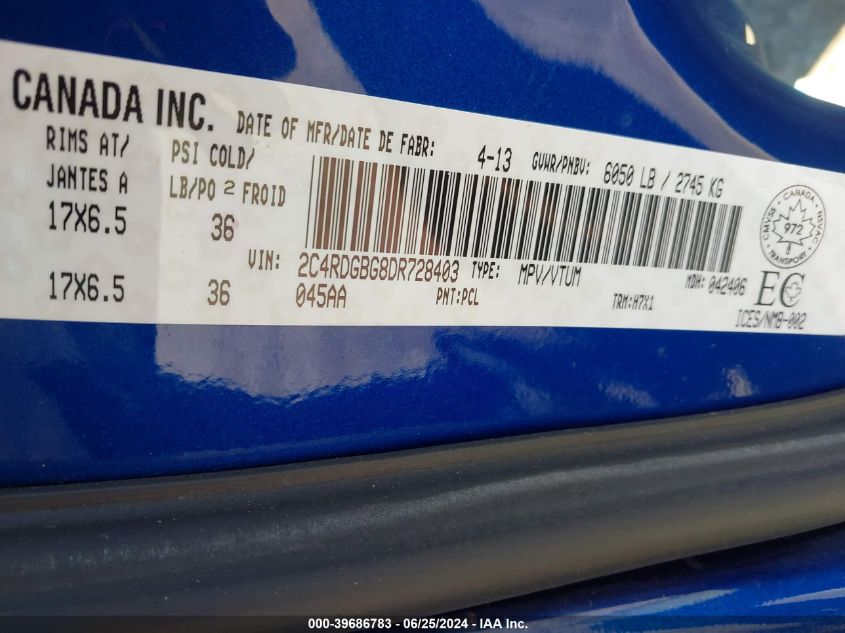 CANADA INC. DATE OF MFR/DATE DE FABR: 4-13 GVWR/PNBV: 6050 LB / 2745 KG
RIMS AT/ PSI COLD/
JANTES A LB/PO 2 FROID
17X6.5 36
VIN: 2C4RDGBG8DR728403 TYPE: MPV/VTUM MDH: 042406
17X6.5 36 045AA PNT:PCL TRM:H7X1
CANADA
CMVSS NSVAC
972
TRANSPORT
EC
ICES/NMB-002
000-39686783 / 06/25/2024 - IAA Inc.